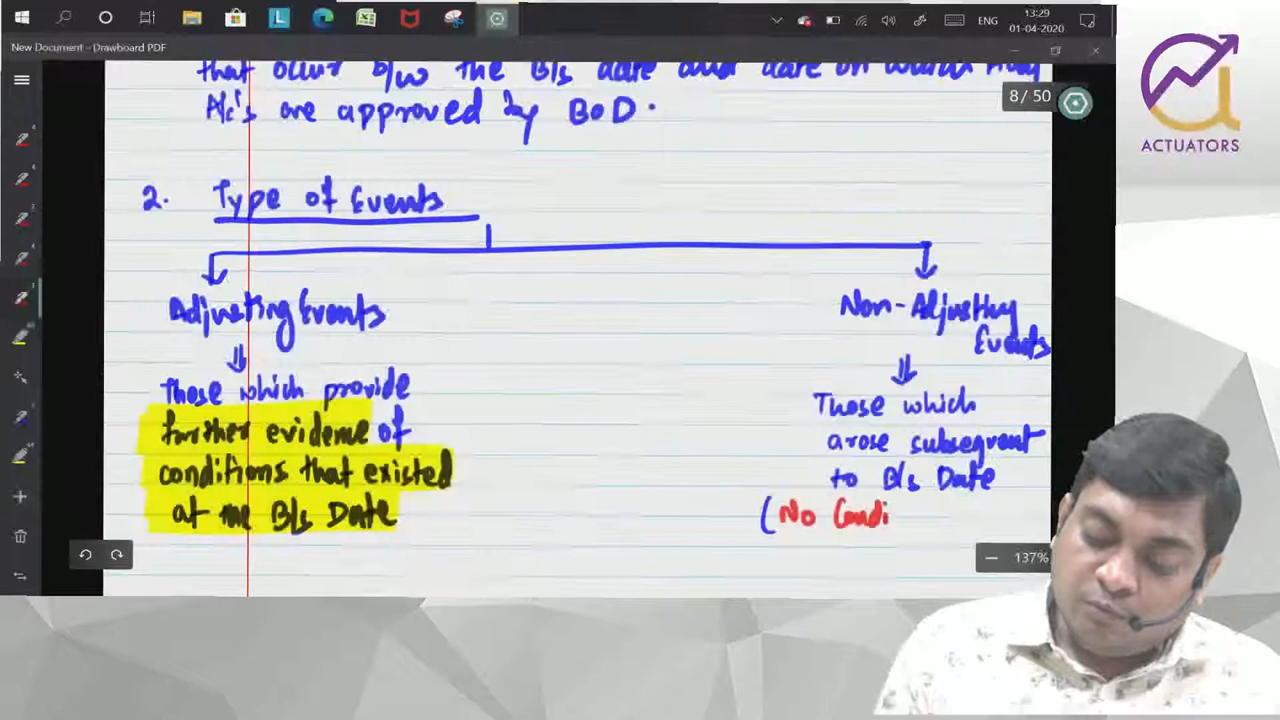 13:29
ENG
01-04-2020
New Document - Drawboard PDF
that occur b/w the B/s date and date on which
A/c's are approved by BoD.
8 / 50
ACTUATORS
2. Type of Events
Adjusting Events
Non-Adjusting
Events
Those which provide
further evidence of
conditions that existed
at the B/s Date
Those which
arose subsequent
to B/s Date
(No Condi
137%